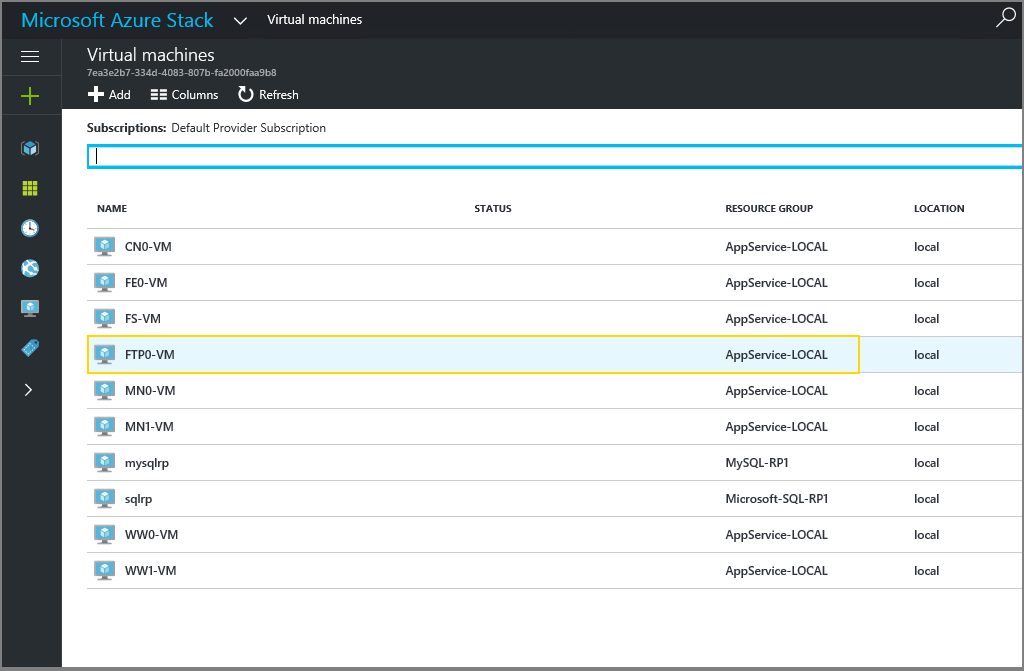 Microsoft Azure Stack Virtual machines
Virtual machines
7ea3e2b7-334d-4083-807b-fa2000faa9b8
Add Columns Refresh
Subscriptions: Default Provider Subscription
NAME STATUS RESOURCE GROUP LOCATION
CN0-VM AppService-LOCAL local
FE0-VM AppService-LOCAL local
FS-VM AppService-LOCAL local
FTP0-VM AppService-LOCAL local
MN0-VM AppService-LOCAL local
MN1-VM AppService-LOCAL local
mysqlrp MySQL-RP1 local
sqlrp Microsoft-SQL-RP1 local
WW0-VM AppService-LOCAL local
WW1-VM AppService-LOCAL local